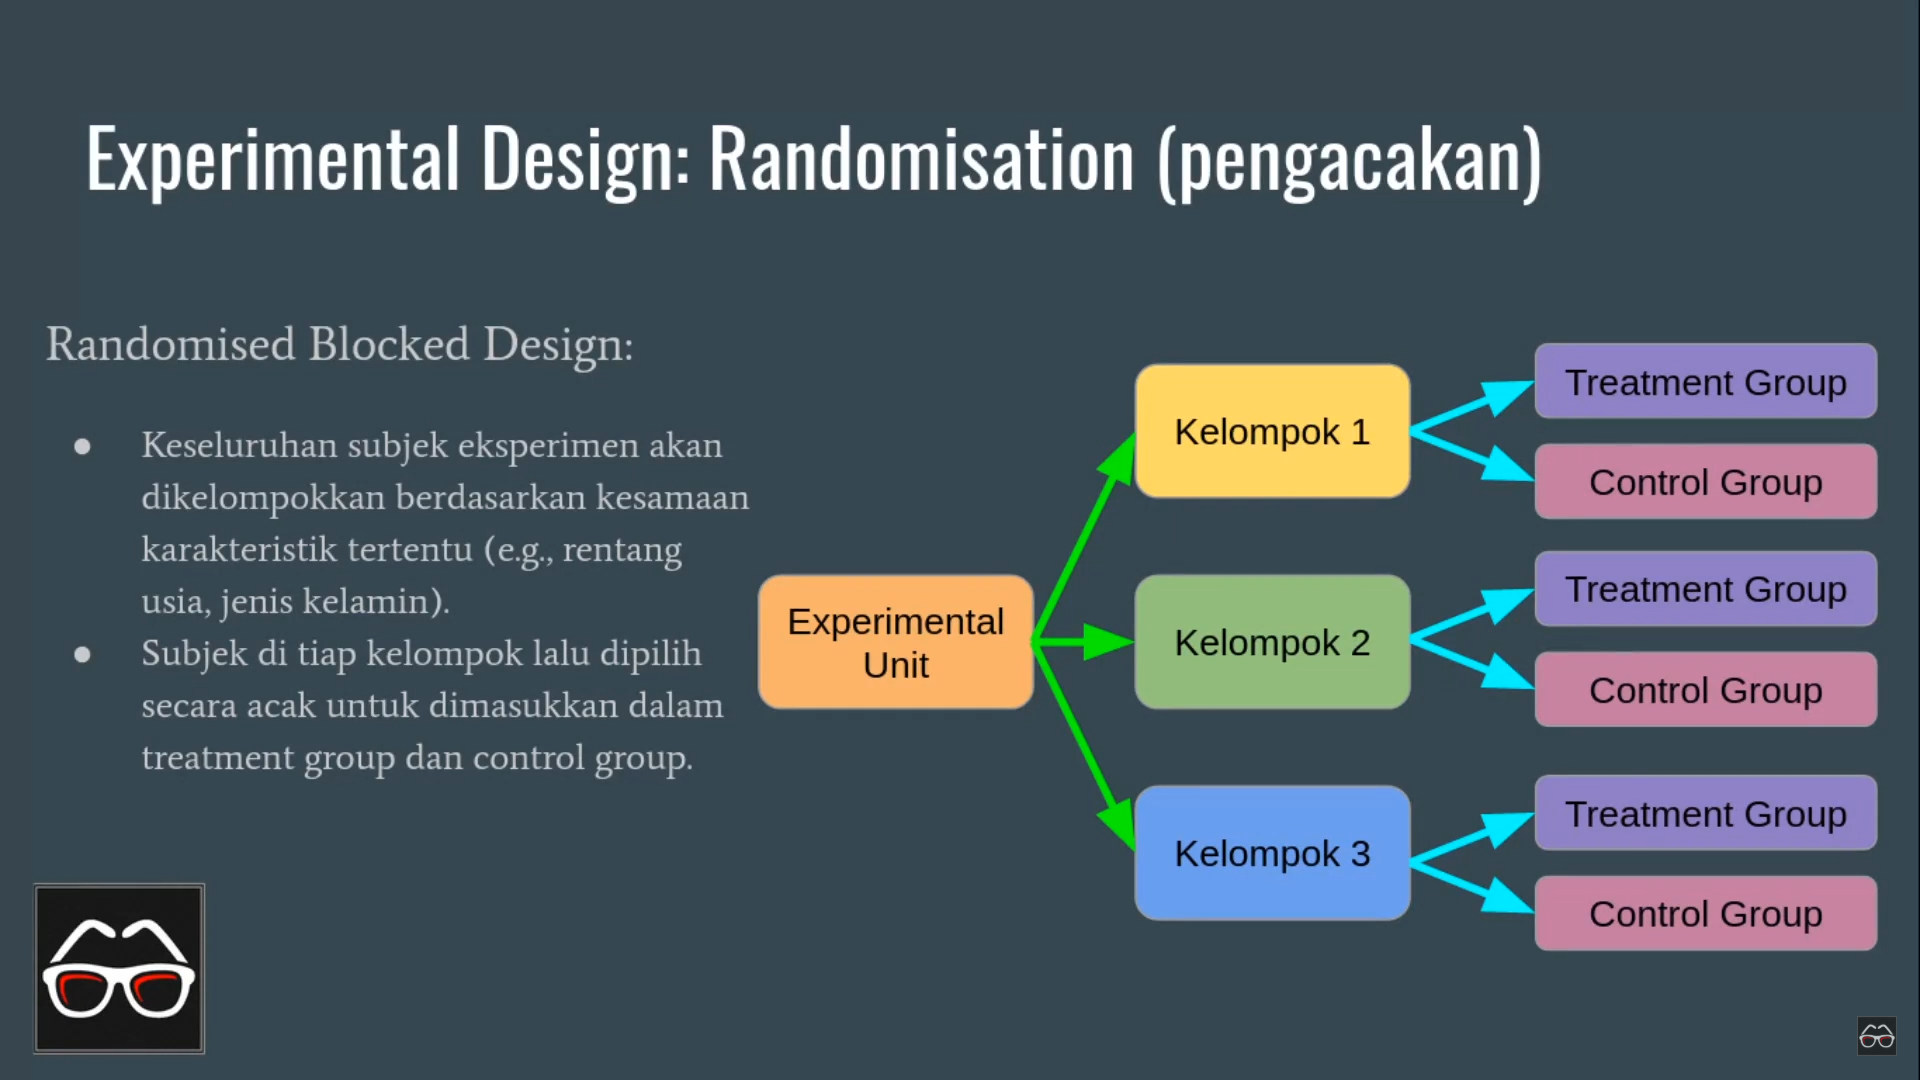 Experimental Design: Randomisation (pengacakan)
Randomised Blocked Design:
● Keseluruhan subjek eksperimen akan
dikelompokkan berdasarkan kesamaan
karakteristik tertentu (e.g., rentang
usia, jenis kelamin).
● Subjek di tiap kelompok lalu dipilih
secara acak untuk dimasukkan dalam
treatment group dan control group.
Experimental
Unit
Kelompok 1
Treatment Group
Control Group
Kelompok 2
Treatment Group
Control Group
Kelompok 3
Treatment Group
Control Group